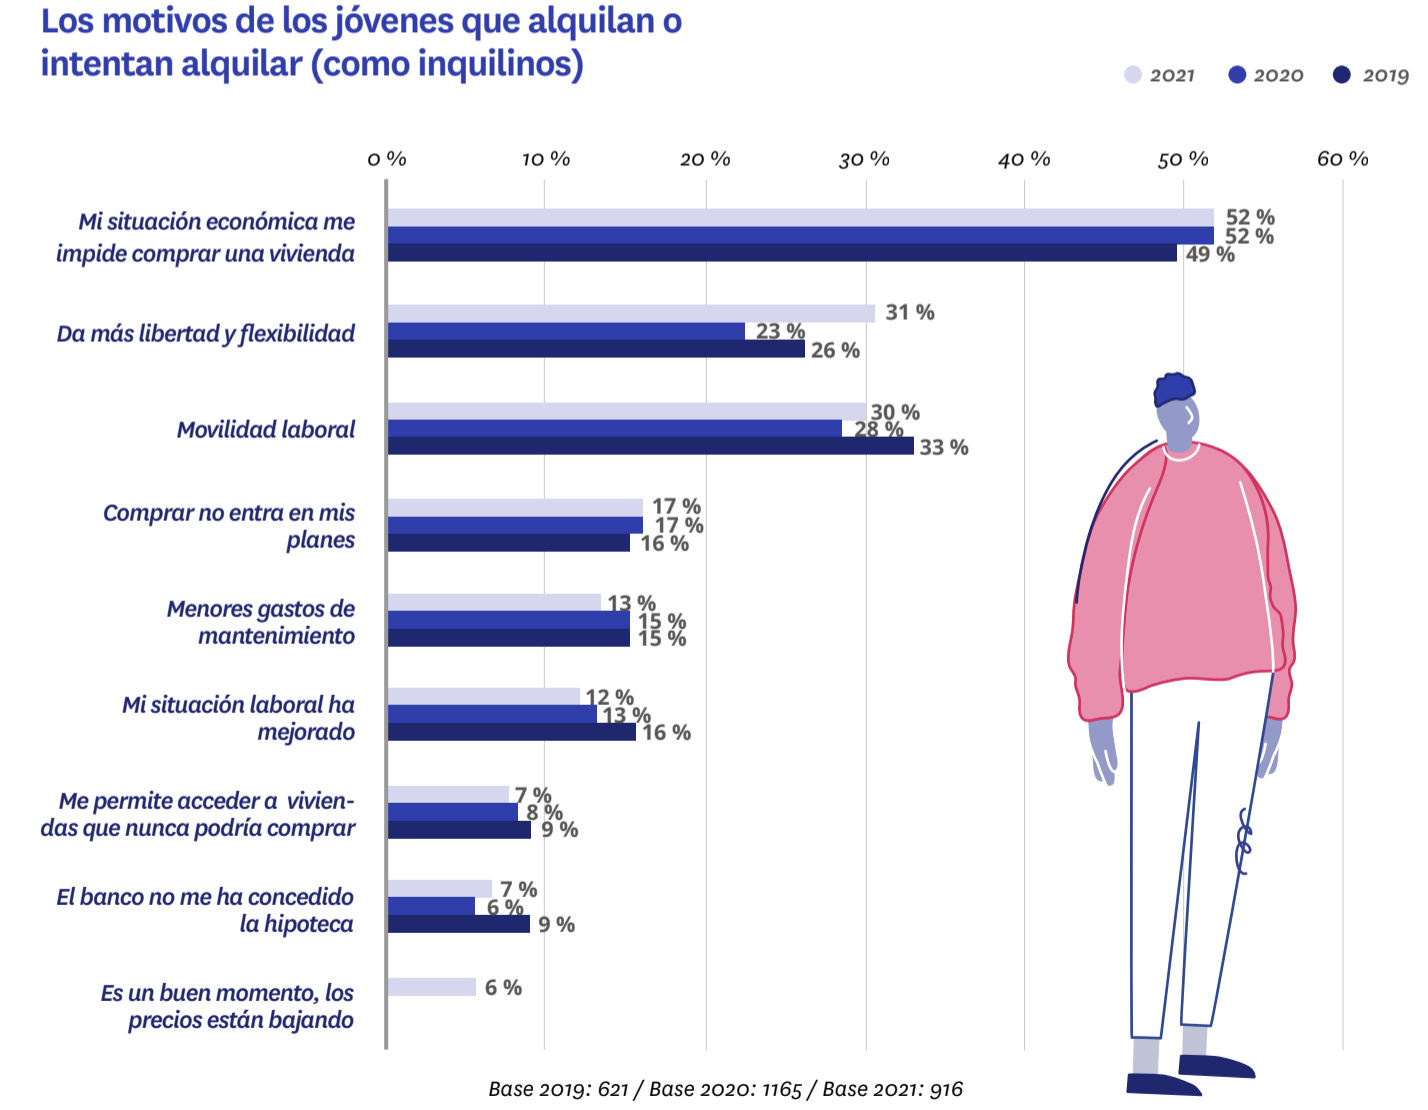 Los motivos de los jóvenes que alquilan o
intentan alquilar (como inquilinos)
2021 2020 2019
0 % 10 % 20 % 30 % 40 % 50 % 60 %
Mi situación económica me
impide comprar una vivienda
52 %
52 %
49 %
Da más libertad y flexibilidad
31 %
23 %
26 %
Movilidad laboral
30 %
28 %
33 %
Comprar no entra en mis
planes
17 %
17 %
16 %
Menores gastos de
mantenimiento
13 %
15 %
15 %
Mi situación laboral ha
mejorado
12 %
13 %
16 %
Me permite acceder a vivien-
das que nunca podría comprar
7 %
8 %
9 %
El banco no me ha concedido
la hipoteca
7 %
6 %
9 %
Es un buen momento, los
precios están bajando
6 %
Base 2019: 621 / Base 2020: 1165 / Base 2021: 916